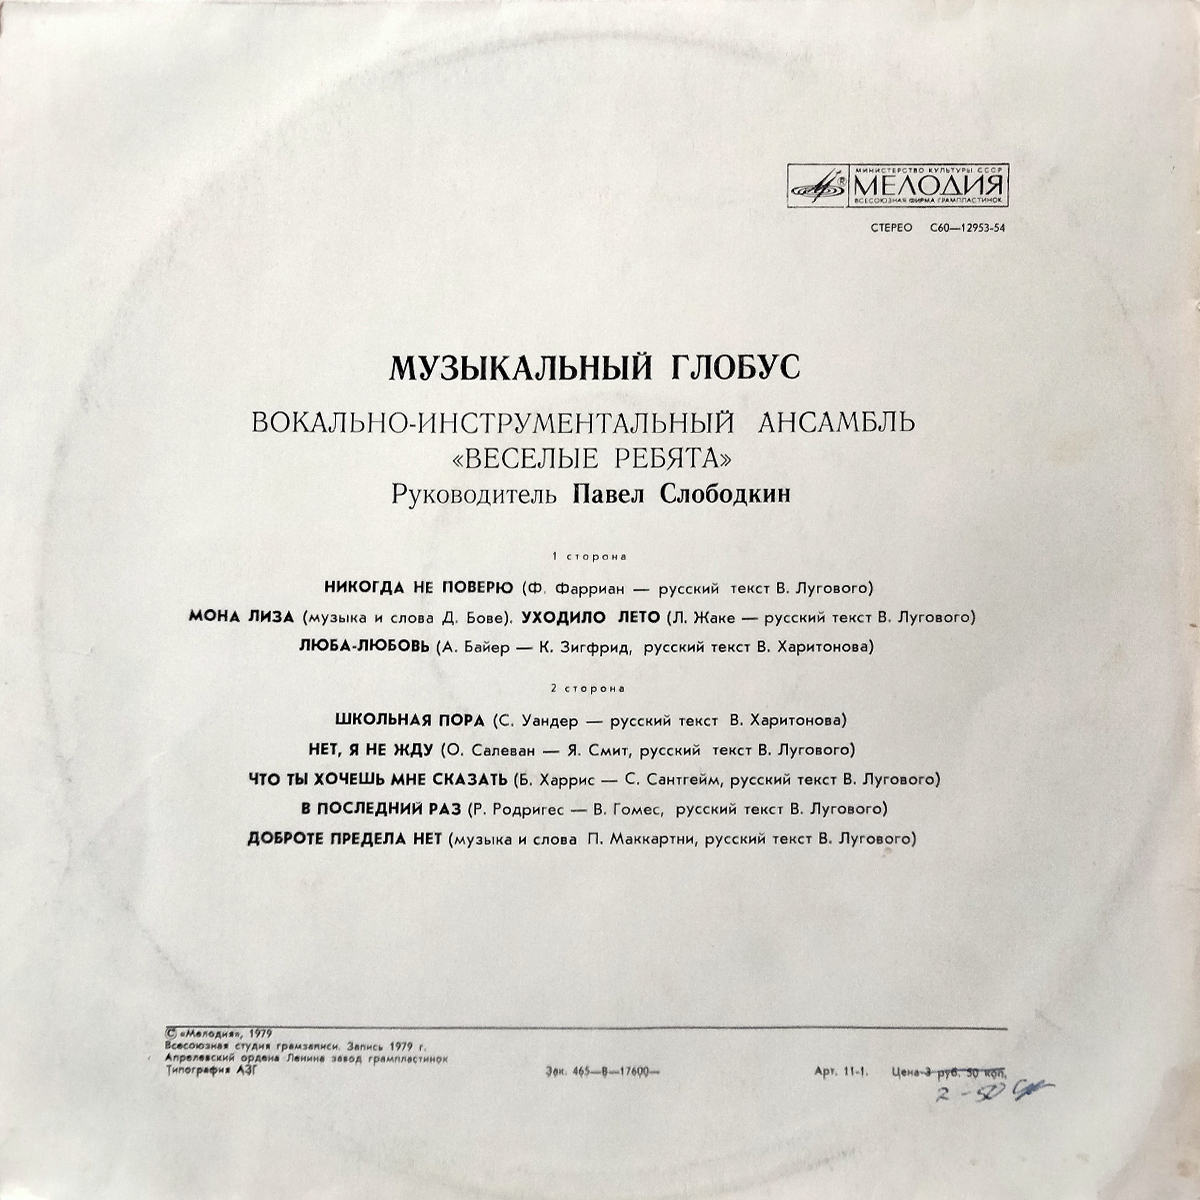 МИНИСТЕРСТВО КУЛЬТУРЫ СССР
МЕЛОДИЯ
ВСЕСОЮЗНАЯ ФИРМА ГРАМПЛАСТИНОК
СТЕРЕО С60—12953-54
МУЗЫКАЛЬНЫЙ ГЛОБУС
ВОКАЛЬНО-ИНСТРУМЕНТАЛЬНЫЙ АНСАМБЛЬ
«ВЕСЕЛЫЕ РЕБЯТА»
Руководитель Павел Слободкин
1 сторона
НИКОГДА НЕ ПОВЕРЮ (Ф. Фарриан — русский текст В. Лугового)
МОНА ЛИЗА (музыка и слова Д. Бове). УХОДИЛО ЛЕТО (Л. Жаке — русский текст В. Лугового)
ЛЮБА-ЛЮБОВЬ (А. Байер — К. Зигфрид, русский текст В. Харитонова)
2 сторона
ШКОЛЬНАЯ ПОРА (С. Уандер — русский текст В. Харитонова)
НЕТ, Я НЕ ЖДУ (О. Салеван — Я. Смит, русский текст В. Лугового)
ЧТО ТЫ ХОЧЕШЬ МНЕ СКАЗАТЬ (Б. Харрис — С. Сантгейм, русский текст В. Лугового)
В ПОСЛЕДНИЙ РАЗ (Р. Родригес — В. Гомес, русский текст В. Лугового)
ДОБРОТЕ ПРЕДЕЛА НЕТ (музыка и слова П. Маккартни, русский текст В. Лугового)
© «Мелодия», 1979
Всесоюзная студия грамзаписи. Запись 1979 г.
Апрелевский ордена Ленина завод грампластинок
Типография АЗГ Зак. 465—В—17600— Арт. 11-1. Цена 3 руб. 50 коп.
2-50